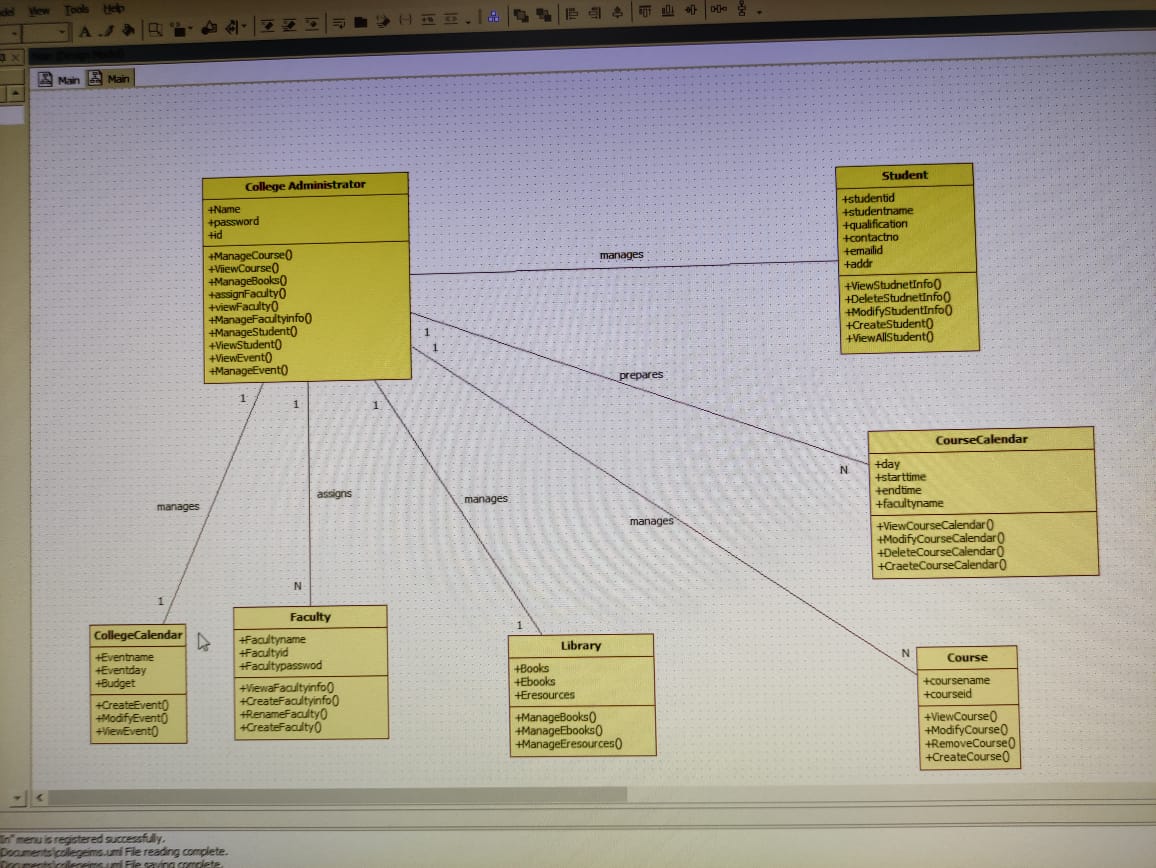 View Tools Help
Main
Main
College Administrator
+Name
+password
+id
+ManageCourse()
+ViiewCourse()
+ManageBooks()
+assignFaculty()
+viewFaculty()
+ManageFacultyinfo()
+ManageStudent()
+ViewStudent()
+ViewEvent()
+ManageEvent()
Student
+studentid
+studentname
+qualification
+contactno
+emailid
+addr
+ViewStudnetInfo()
+DeleteStudnetInfo()
+ModifyStudentInfo()
+CreateStudent()
+ViewAllStudent()
manages
1
1
prepares
N
CourseCalendar
+day
+starttime
+endtime
+facultyname
+ViewCourseCalendar()
+ModifyCourseCalendar()
+DeleteCourseCalendar()
+CraeteCourseCalendar()
1
1
1
manages
assigns
manages
manages
1
N
1
N
CollegeCalendar
+Eventname
+Eventday
+Budget
+CreateEvent()
+ModifyEvent()
+ViewEvent()
Faculty
+Facultyname
+Facultyid
+Facultypasswod
+ViewaFacultyinfo()
+CreateFacultyinfo()
+RenameFaculty()
+CreateFaculty()
Library
+Books
+Ebooks
+Eresources
+ManageBooks()
+ManageEbooks()
+ManageEresources()
Course
+coursename
+courseid
+ViewCourse()
+ModifyCourse()
+RemoveCourse()
+CreateCourse()
In" menu is registered successfully.
Documents\collegeims.uml File reading complete.
Documents\collegeims.uml File saving complete.